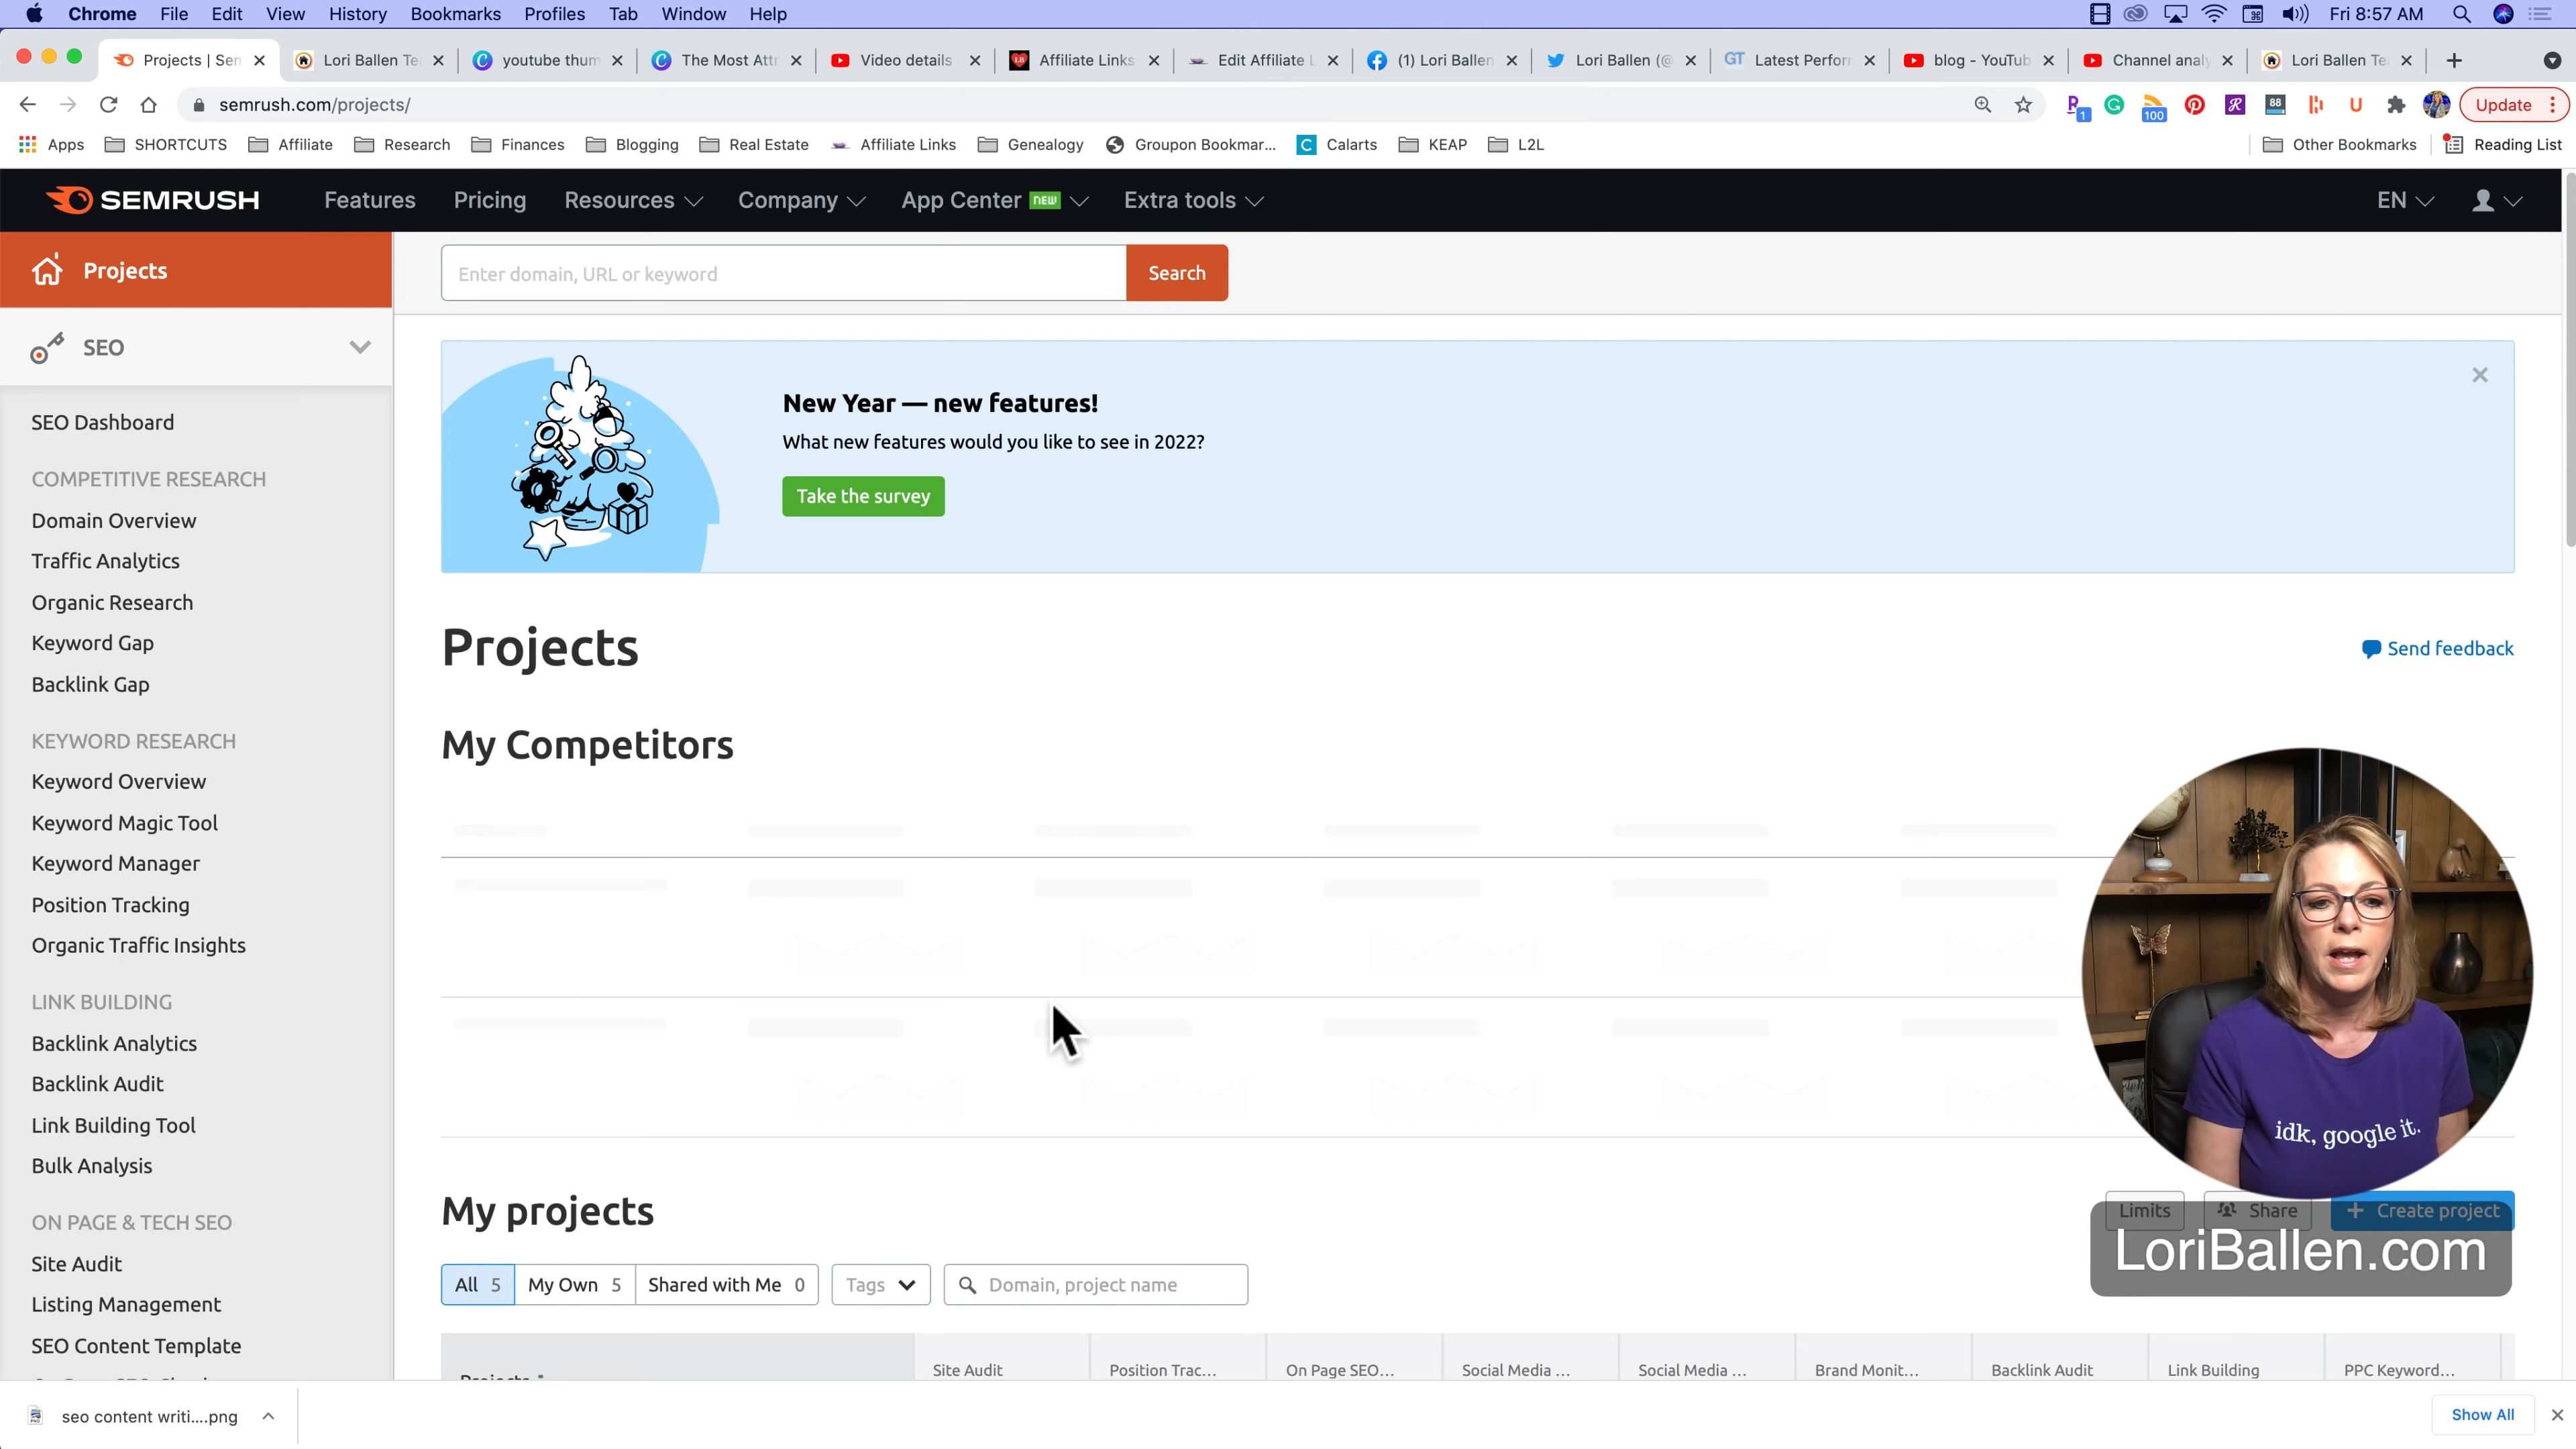 Chrome File Edit View History Bookmarks Profiles Tab Window Help Fri 8:57 AM
Projects | Sem Lori Ballen Te youtube thum The Most Attr Video details Affiliate Links Edit Affiliate L (1) Lori Ballen Lori Ballen (@ GT Latest Perform blog - YouTub Channel analy Lori Ballen Te
semrush.com/projects/ 1 100 88 Update
Apps SHORTCUTS Affiliate Research Finances Blogging Real Estate Affiliate Links Genealogy Groupon Bookmar... Calarts KEAP L2L Other Bookmarks Reading List
SEMRUSH Features Pricing Resources Company App Center NEW Extra tools EN
Projects
Enter domain, URL or keyword Search
SEO
New Year — new features!
What new features would you like to see in 2022?
Take the survey
SEO Dashboard
COMPETITIVE RESEARCH
Domain Overview
Traffic Analytics
Organic Research
Keyword Gap
Backlink Gap
KEYWORD RESEARCH
Keyword Overview
Keyword Magic Tool
Keyword Manager
Position Tracking
Organic Traffic Insights
LINK BUILDING
Backlink Analytics
Backlink Audit
Link Building Tool
Bulk Analysis
ON PAGE & TECH SEO
Site Audit
Listing Management
SEO Content Template
Projects
Send feedback
My Competitors
idk, google it.
My projects
Limits Share + Create project
LoriBallen.com
All 5 My Own 5 Shared with Me 0 Tags Domain, project name
Projects Site Audit Position Trac... On Page SEO... Social Media ... Social Media ... Brand Monit... Backlink Audit Link Building PPC Keyword...
seo content writi....png Show All